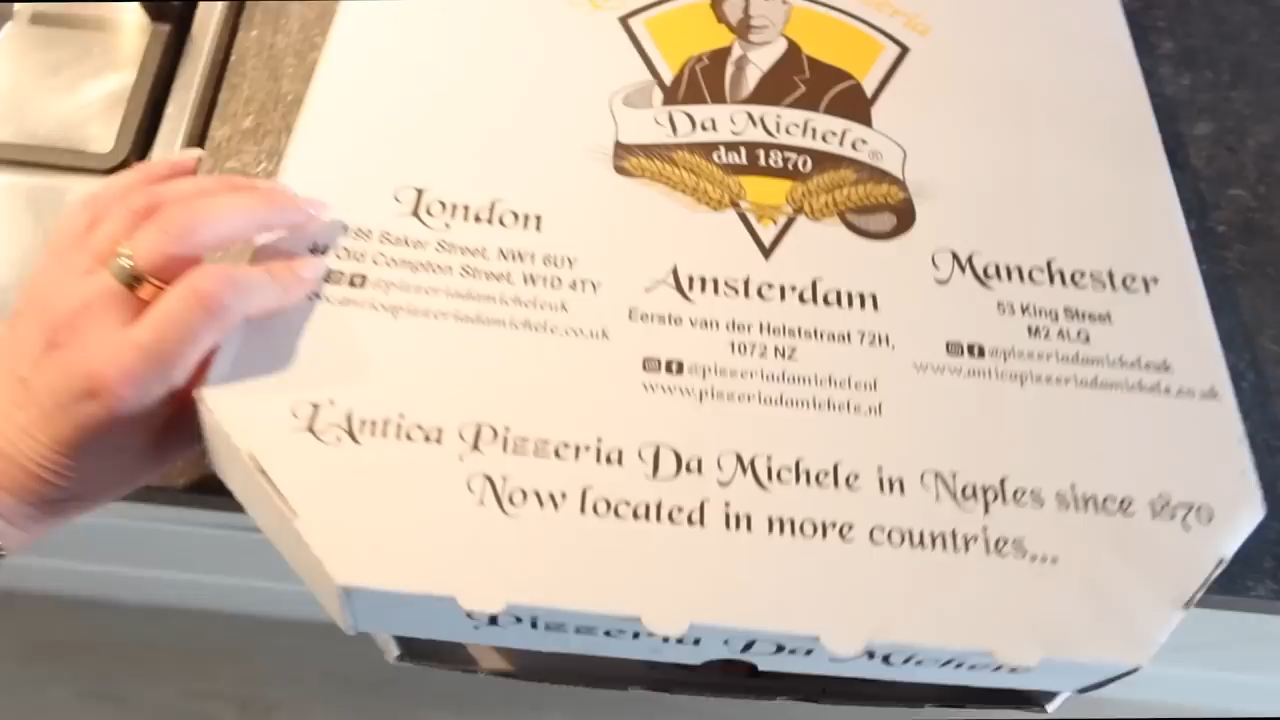 Da Michele®
dal 1870
London
Baker Street, NW1 6UY
Old Compton Street, W1D 4TY
@pizzeriadamicheleuk
Amsterdam
Eerste van der Helststraat 72H,
1072 NZ
@pizzeriadamichelenl
www.pizzeriadamichele.nl
Manchester
53 King Street
M2 4LQ
@pizzeriadamicheleuk
www.anticapizzeriadamichele.co.uk
L'Antica Pizzeria Da Michele in Naples since 1870
Now located in more countries...
Pizzeria Da Michele